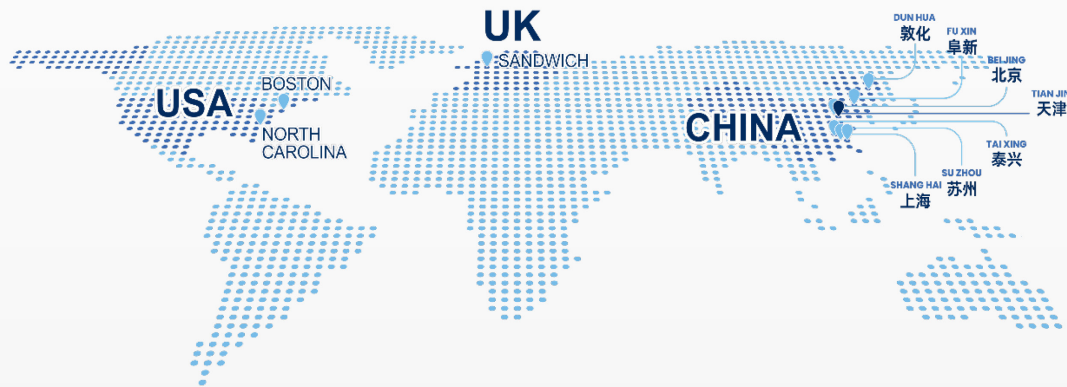 UK
SANDWICH
USA
BOSTON
NORTH
CAROLINA
CHINA
DUN HUA
敦化
FU XIN
阜新
BEIJING
北京
TIAN JIN
天津
TAI XING
泰兴
SU ZHOU
苏州
SHANG HAI
上海